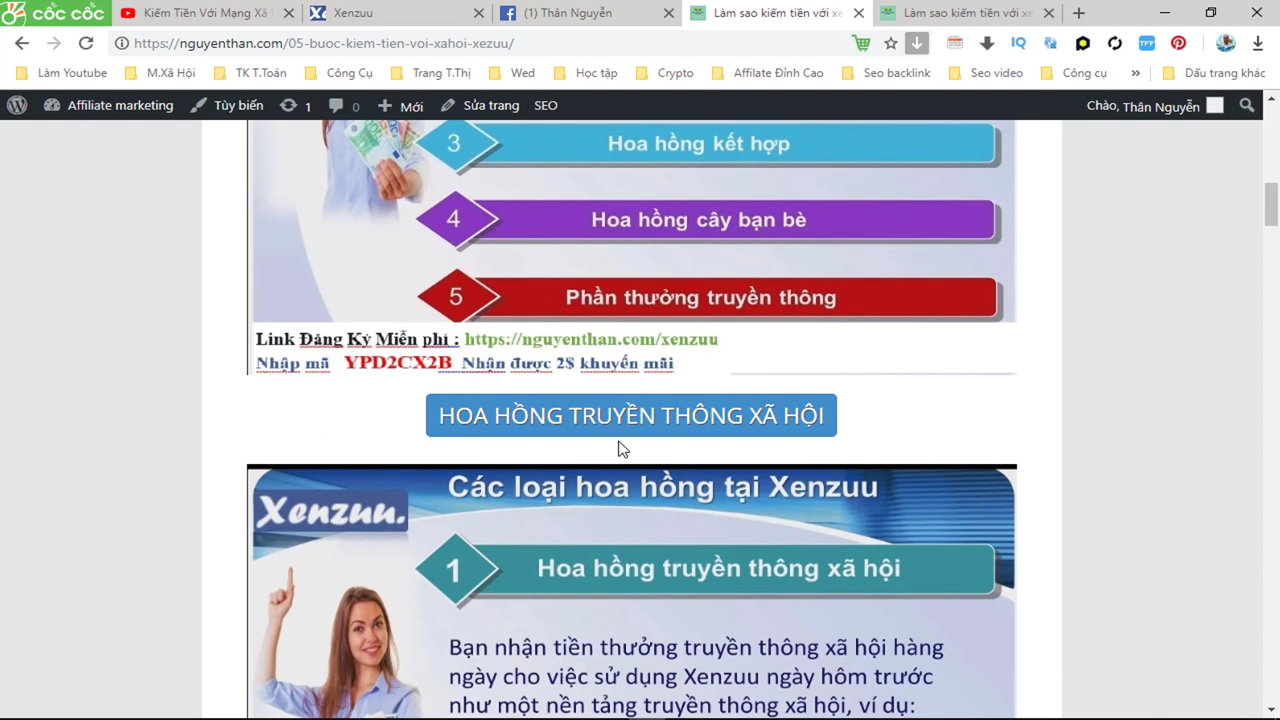 cốc cốc
Kiếm Tiền Với Mạng Xã
Xenzuu
(1) Thân Nguyễn
Làm sao kiếm tiền với xe
Làm sao kiếm tiền với xe
https://nguyenthan.com/05-buoc-kiem-tien-voi-xahoi-xezuu/
IQ
TFF
Làm Youtube
M.Xã Hội
TK T.Toán
Công Cụ
Trang T.Thị
Wed
Học tập
Crypto
Affilate Đỉnh Cao
Seo backlink
Seo video
Công cụ
»
Dấu trang khác
Affiliate marketing
Tùy biến
1
0
Mới
Sửa trang
SEO
Chào, Thân Nguyễn
3
Hoa hồng kết hợp
4
Hoa hồng cây bạn bè
5
Phần thưởng truyền thông
Link Đăng Ký Miễn phí : https://nguyenthan.com/xenzuu
Nhập mã YPD2CX2B Nhận được 2$ khuyến mãi
HOA HỒNG TRUYỀN THÔNG XÃ HỘI
Xenzuu.
Các loại hoa hồng tại Xenzuu
1
Hoa hồng truyền thông xã hội
Bạn nhận tiền thưởng truyền thông xã hội hàng
ngày cho việc sử dụng Xenzuu ngày hôm trước
như một nền tảng truyền thông xã hội, ví dụ: